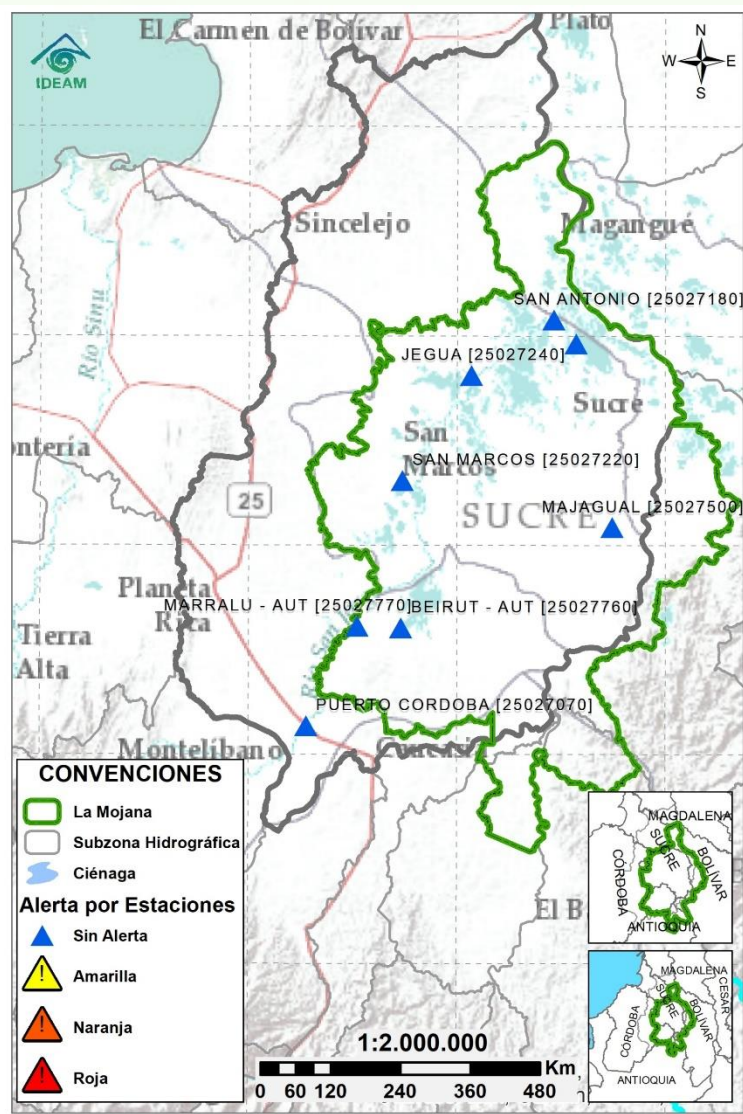 El Carmen de Bolívar
Plato
IDEAM
N
W
E
S
Sincelejo
Magangué
SAN ANTONIO [25027180]
Rio Sinu
JEGUA [25027240]
Sucre
San
Marcos
SAN MARCOS [25027220]
ontería
25
SUCRE
MAJAGUAL [25027500]
Planeta
Rica
MARRALU - AUT [25027770]
BEIRUT - AUT [25027760]
Tierra
Alta
PUERTO CORDOBA [25027070]
Montelíbano
CONVENCIONES
La Mojana
Subzona Hidrográfica
Ciénaga
Alerta por Estaciones
Sin Alerta
Amarilla
Naranja
Roja
El B
1:2.000.000
Km
0 60 120 240 360 480
MAGDALENA
SUCRE
BOLÍVAR
CÓRDOBA
ANTIOQUIA
MAGDALENA
CESAR
SUCRE
BOLÍVAR
CÓRDOBA
ANTIOQUIA